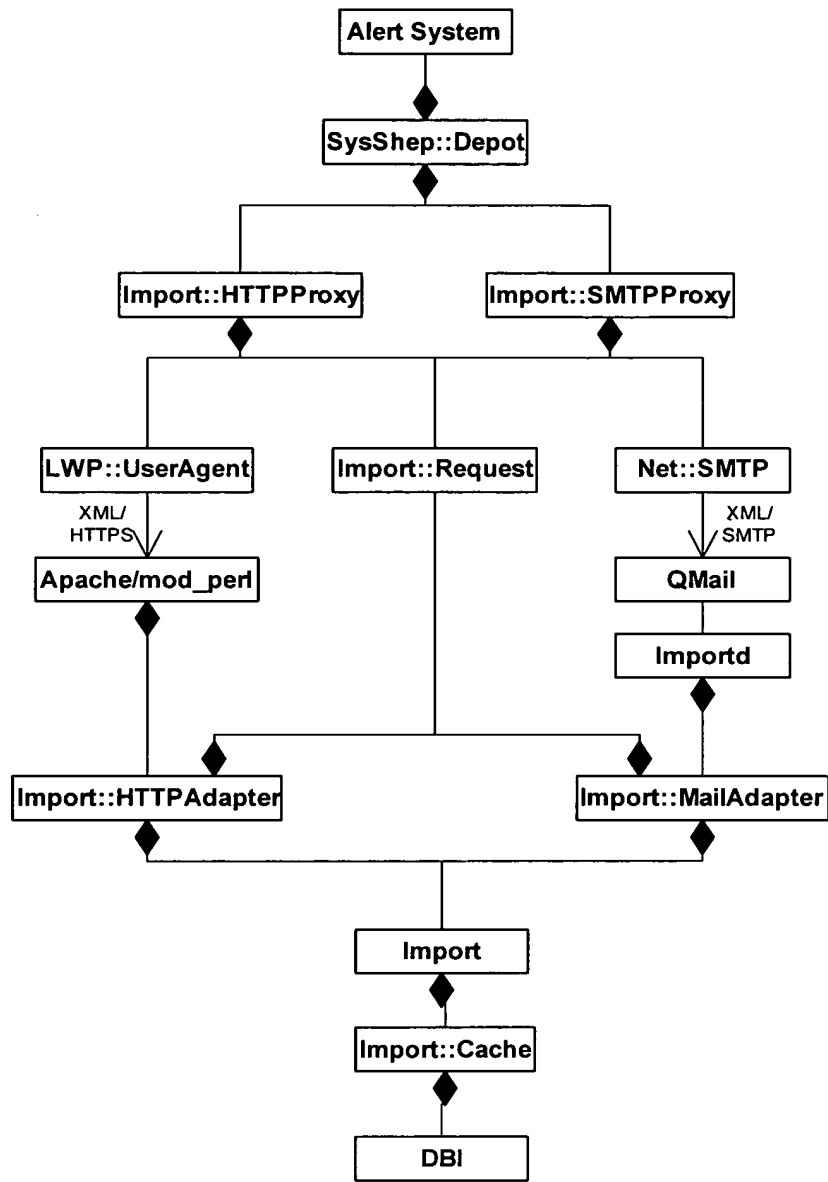 Alert System
SysShep::Depot
Import::HTTPProxy
Import::SMTPProxy
LWP::UserAgent
Import::Request
Net::SMTP
XML/
HTTPS
XML/
SMTP
Apache/mod_perl
QMail
Importd
Import::HTTPAdapter
Import::MailAdapter
Import
Import::Cache
DBI